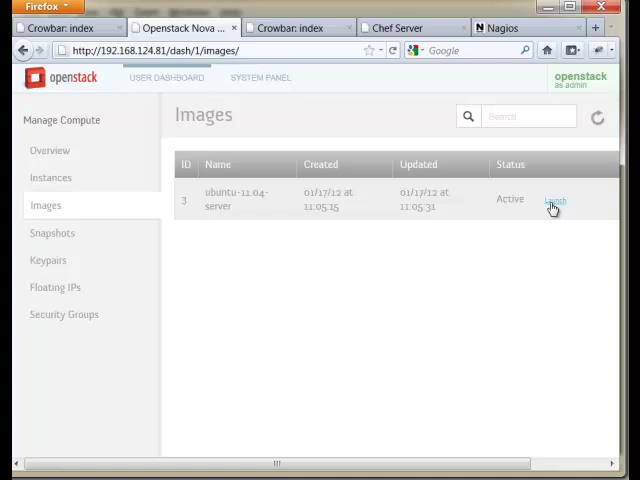 Firefox
Crowbar: index
Openstack Nova ...
Crowbar: index
Chef Server
Nagios
http://192.168.124.81/dash/1/images/
Google
openstack
USER DASHBOARD
SYSTEM PANEL
openstack
as admin
Manage Compute
Images
Search
Overview
Instances
Images
Snapshots
Keypairs
Floating IPs
Security Groups
ID Name Created Updated Status
3 ubuntu-11.04-server 01/17/12 at 11:05:15 01/17/12 at 11:05:31 Active Launch